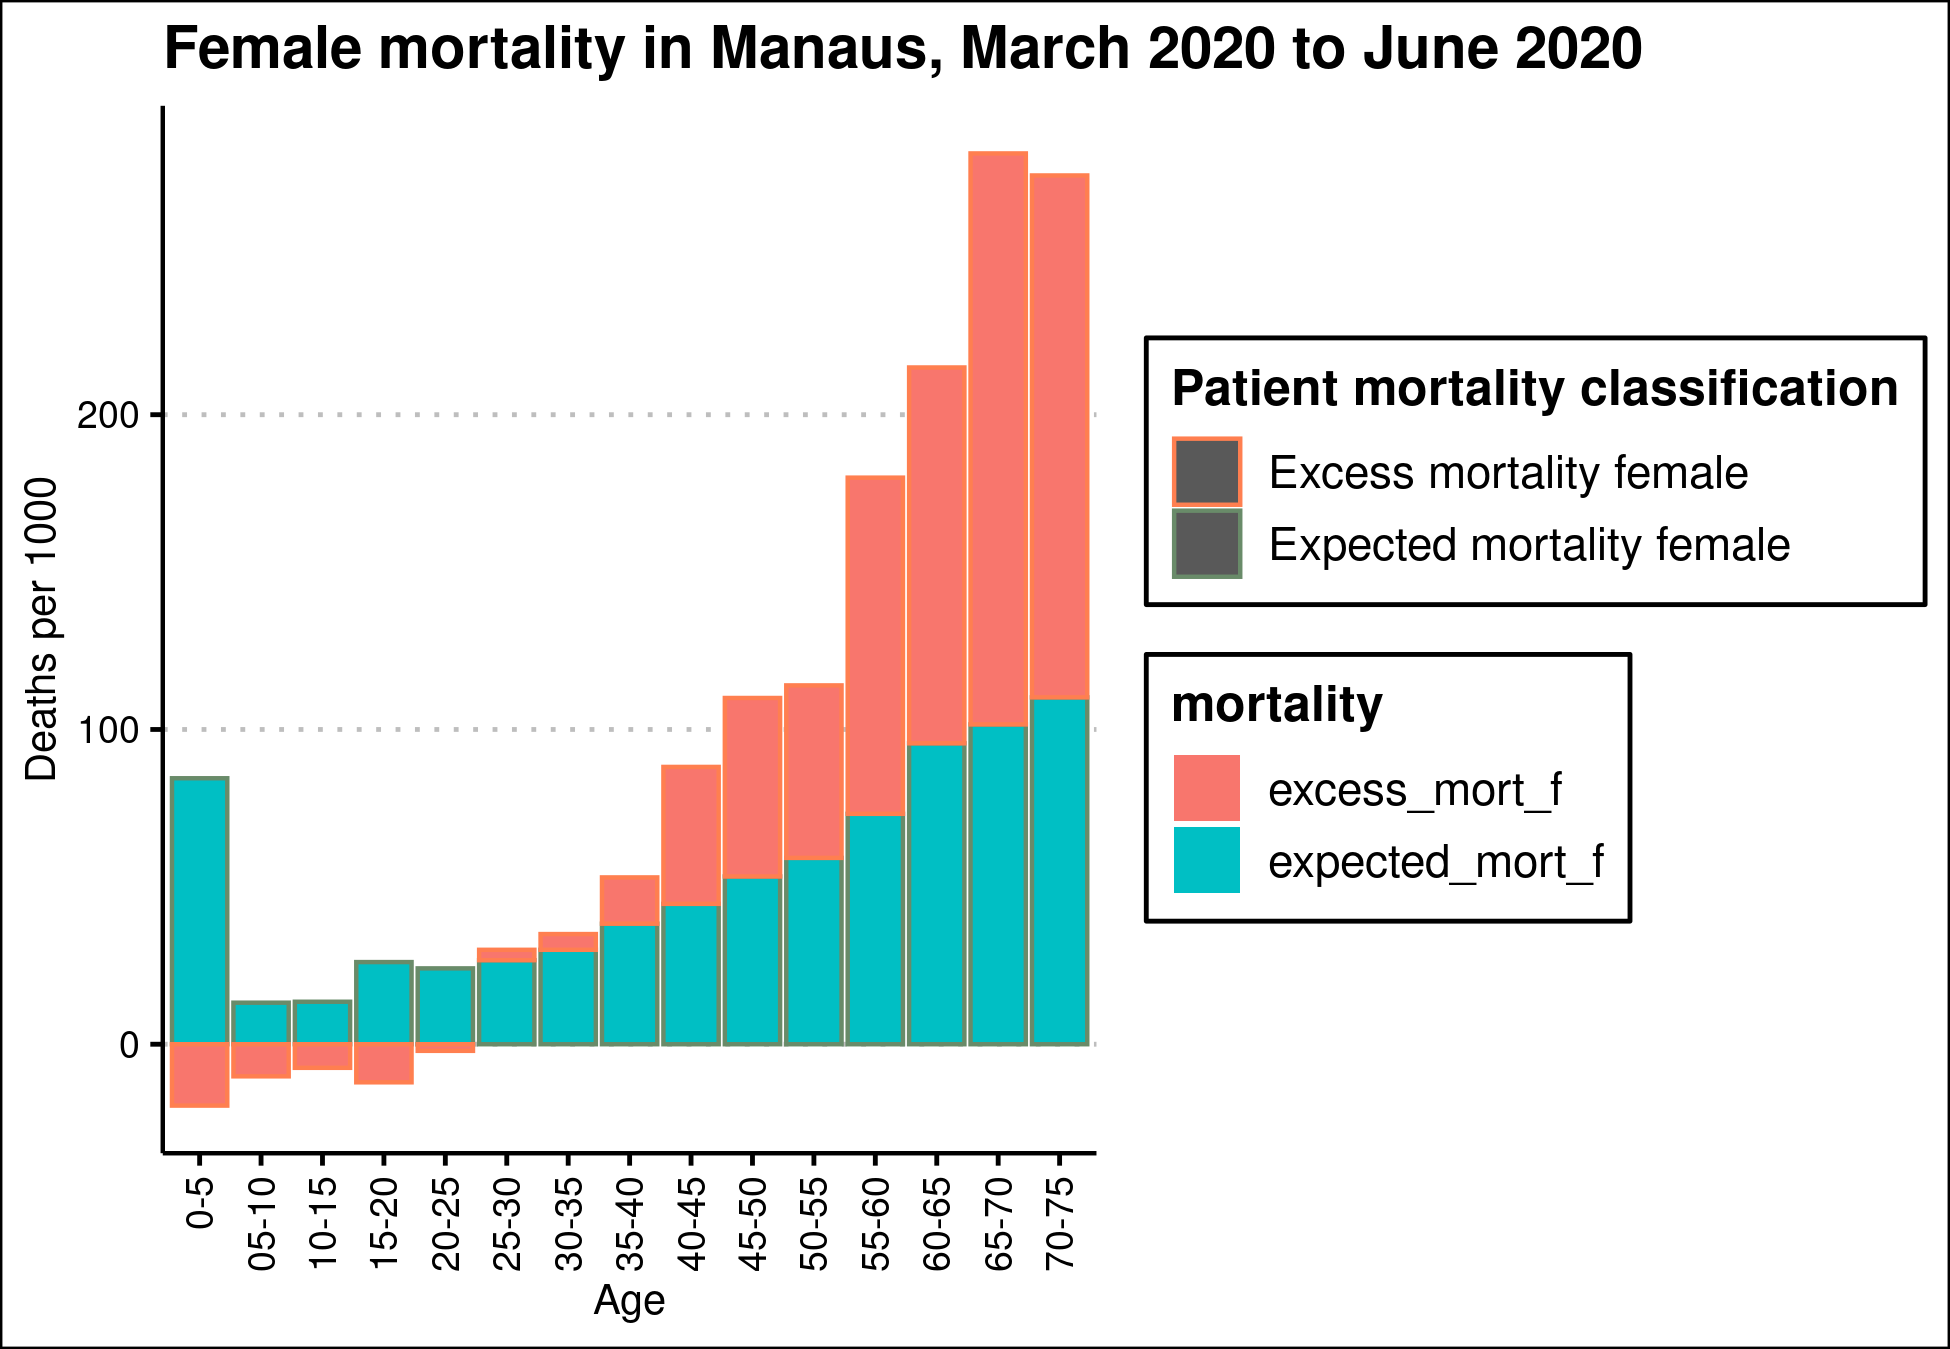 Female mortality in Manaus, March 2020 to June 2020
Deaths per 1000
200
100
0
0-5
05-10
10-15
15-20
20-25
25-30
30-35
35-40
40-45
45-50
50-55
55-60
60-65
65-70
70-75
Age
Patient mortality classification
Excess mortality female
Expected mortality female
mortality
excess_mort_f
expected_mort_f